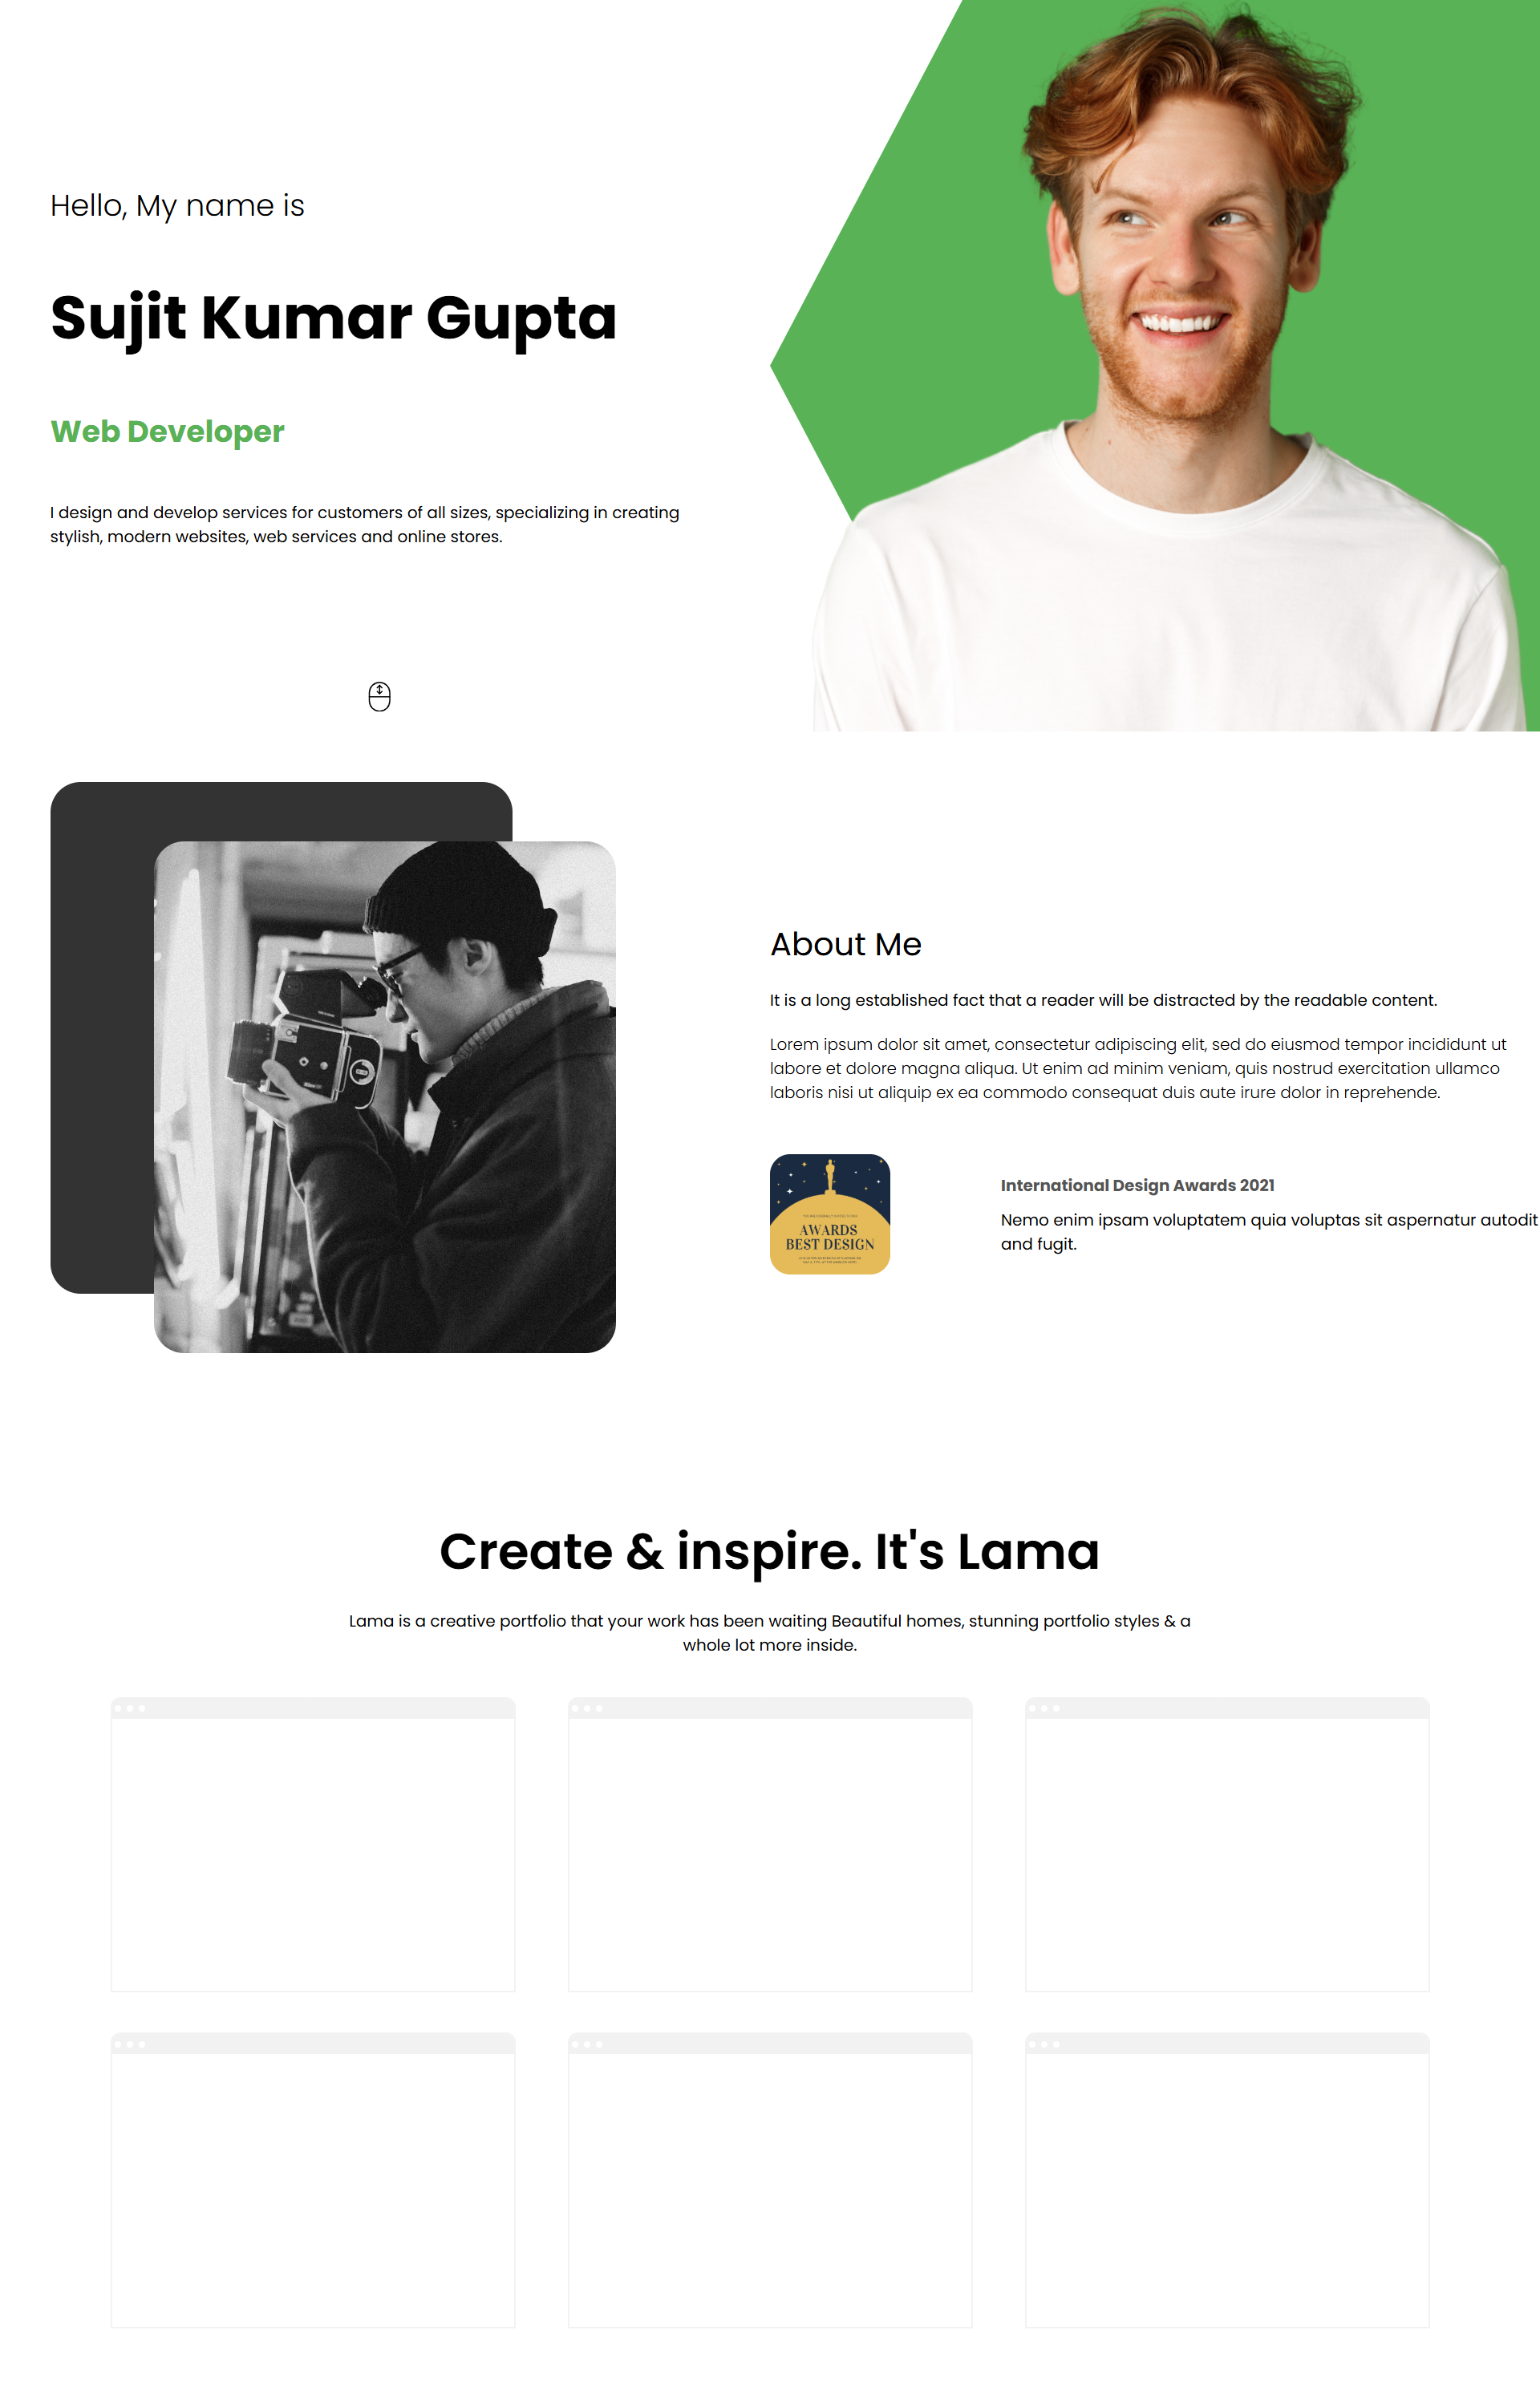 Hello, My name is
Sujit Kumar Gupta
Web Developer
I design and develop services for customers of all sizes, specializing in creating
stylish, modern websites, web services and online stores.
About Me
It is a long established fact that a reader will be distracted by the readable content.
Lorem ipsum dolor sit amet, consectetur adipiscing elit, sed do eiusmod tempor incididunt ut
labore et dolore magna aliqua. Ut enim ad minim veniam, quis nostrud exercitation ullamco
laboris nisi ut aliquip ex ea commodo consequat duis aute irure dolor in reprehende.
AWARDS
BEST DESIGN
International Design Awards 2021
Nemo enim ipsam voluptatem quia voluptas sit aspernatur autodit
and fugit.
Create & inspire. It's Lama
Lama is a creative portfolio that your work has been waiting Beautiful homes, stunning portfolio styles & a
whole lot more inside.